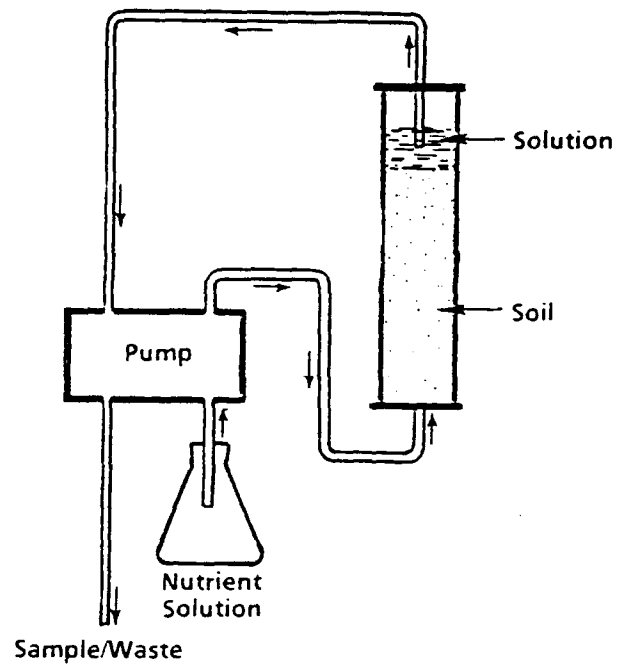 Solution
Soil
Pump
Nutrient
Solution
Sample/Waste